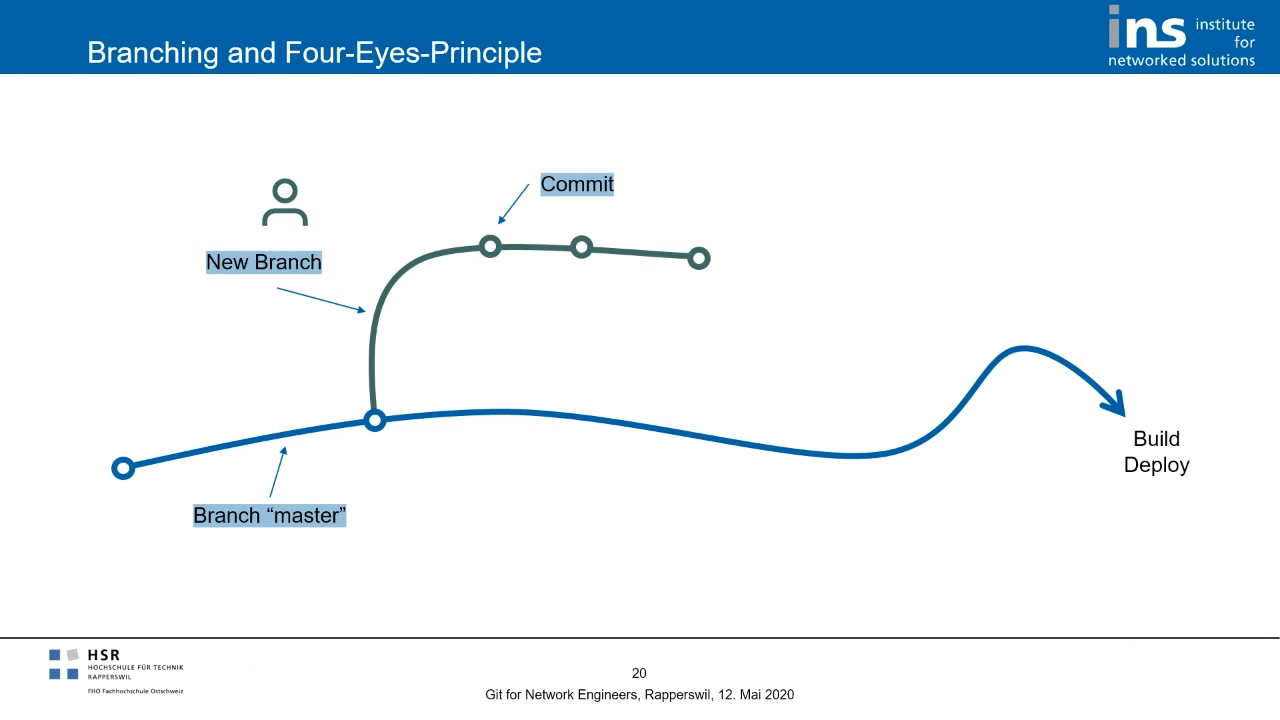 Branching and Four-Eyes-Principle
ins institute
for
networked solutions
Commit
New Branch
Branch “master”
Build
Deploy
HSR
HOCHSCHULE FÜR TECHNIK
RAPPERSWIL
FHO Fachhochschule Ostschweiz
20
Git for Network Engineers, Rapperswil, 12. Mai 2020